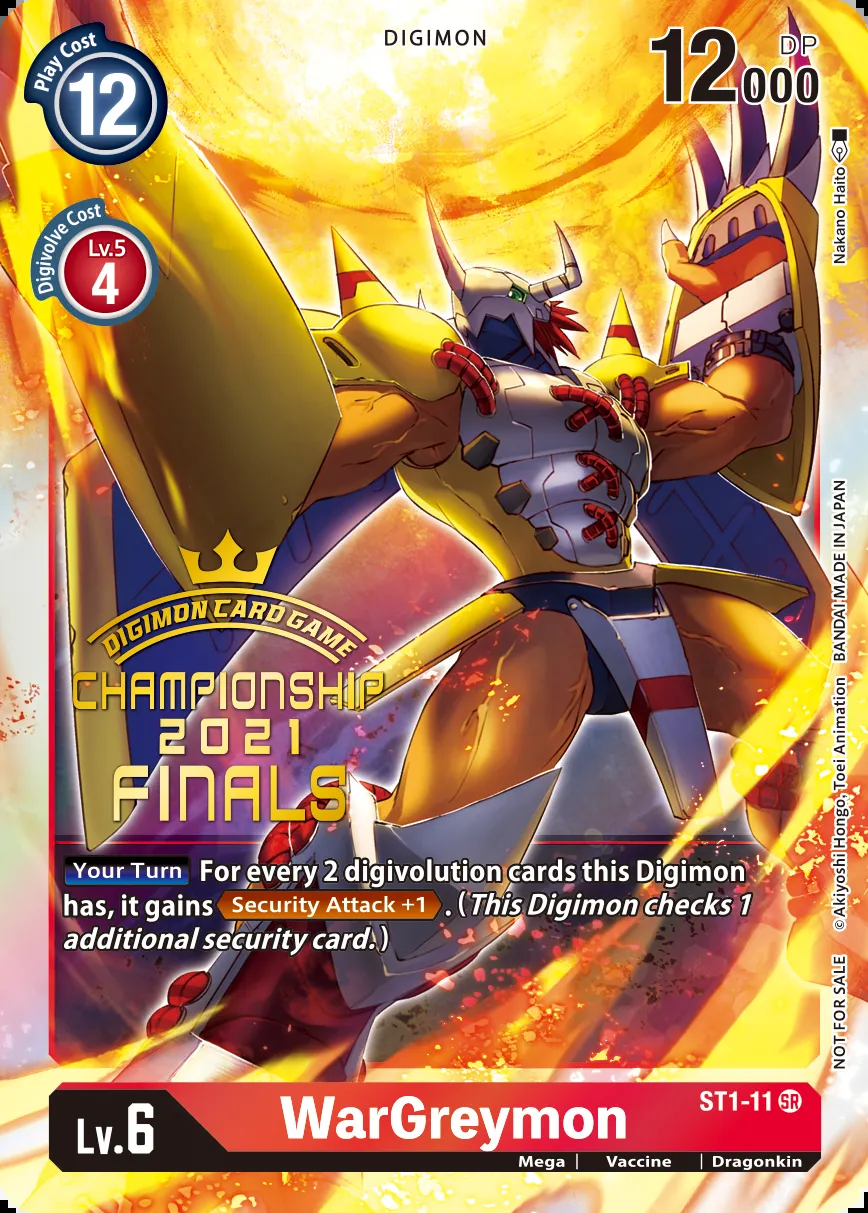 DIGIMON
Play Cost
12
DP
12000
Digivolve Cost
Lv.5
4
Nakano Haito
DIGIMON CARD GAME
CHAMPIONSHIP
2021
FINALS
Your Turn For every 2 digivolution cards this Digimon
has, it gains Security Attack +1. (This Digimon checks 1
additional security card.)
NOT FOR SALE ©Akiyoshi Hongo, Toei Animation BANDAI MADE IN JAPAN
Lv.6
WarGreymon
ST1-11 SR
Mega | Vaccine | Dragonkin